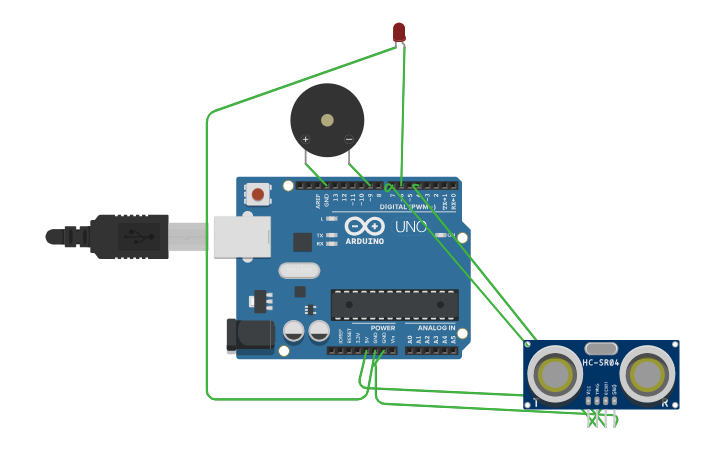 + −
AREF
GND
13
12
~11
~10
~9
8
7
~6
~5
4
~3
2
TX→1
RX←0
DIGITAL (PWM~)
L
TX
RX
ARDUINO
UNO
ON
POWER
ANALOG IN
IOREF
RESET
5V
GND
GND
Vin
A0
A1
A2
A3
A4
A5
HC-SR04
VCC
TRIG
ECHO
GND
T
R